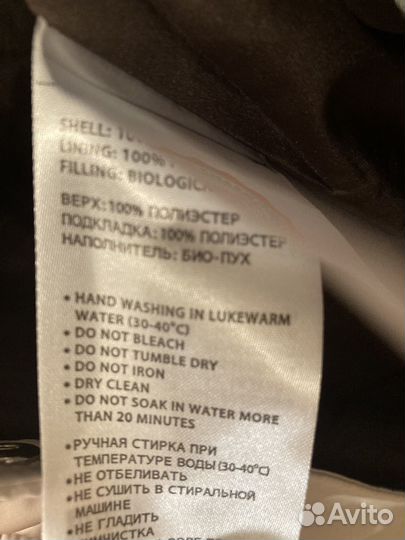 SHELL:
LINING: 100%
FILLING:
ВЕРХ: 100% ПОЛИЭСТЕР
ПОДКЛАДКА: 100% ПОЛИЭСТЕР
НАПОЛНИТЕЛЬ: БИО-ПУХ
• HAND WASHING IN LUKEWARM
WATER (30-40°C)
• DO NOT BLEACH
• DO NOT TUMBLE DRY
• DO NOT IRON
• DRY CLEAN
• DO NOT SOAK IN WATER MORE
THAN 20 MINUTES
•РУЧНАЯ СТИРКА ПРИ
ТЕМПЕРАТУРЕ ВОДЫ (30-40°C)
•НЕ ОТБЕЛИВАТЬ
•НЕ СУШИТЬ В СТИРАЛЬНОЙ
МАШИНЕ
•НЕ ГЛАДИТЬ
Avito